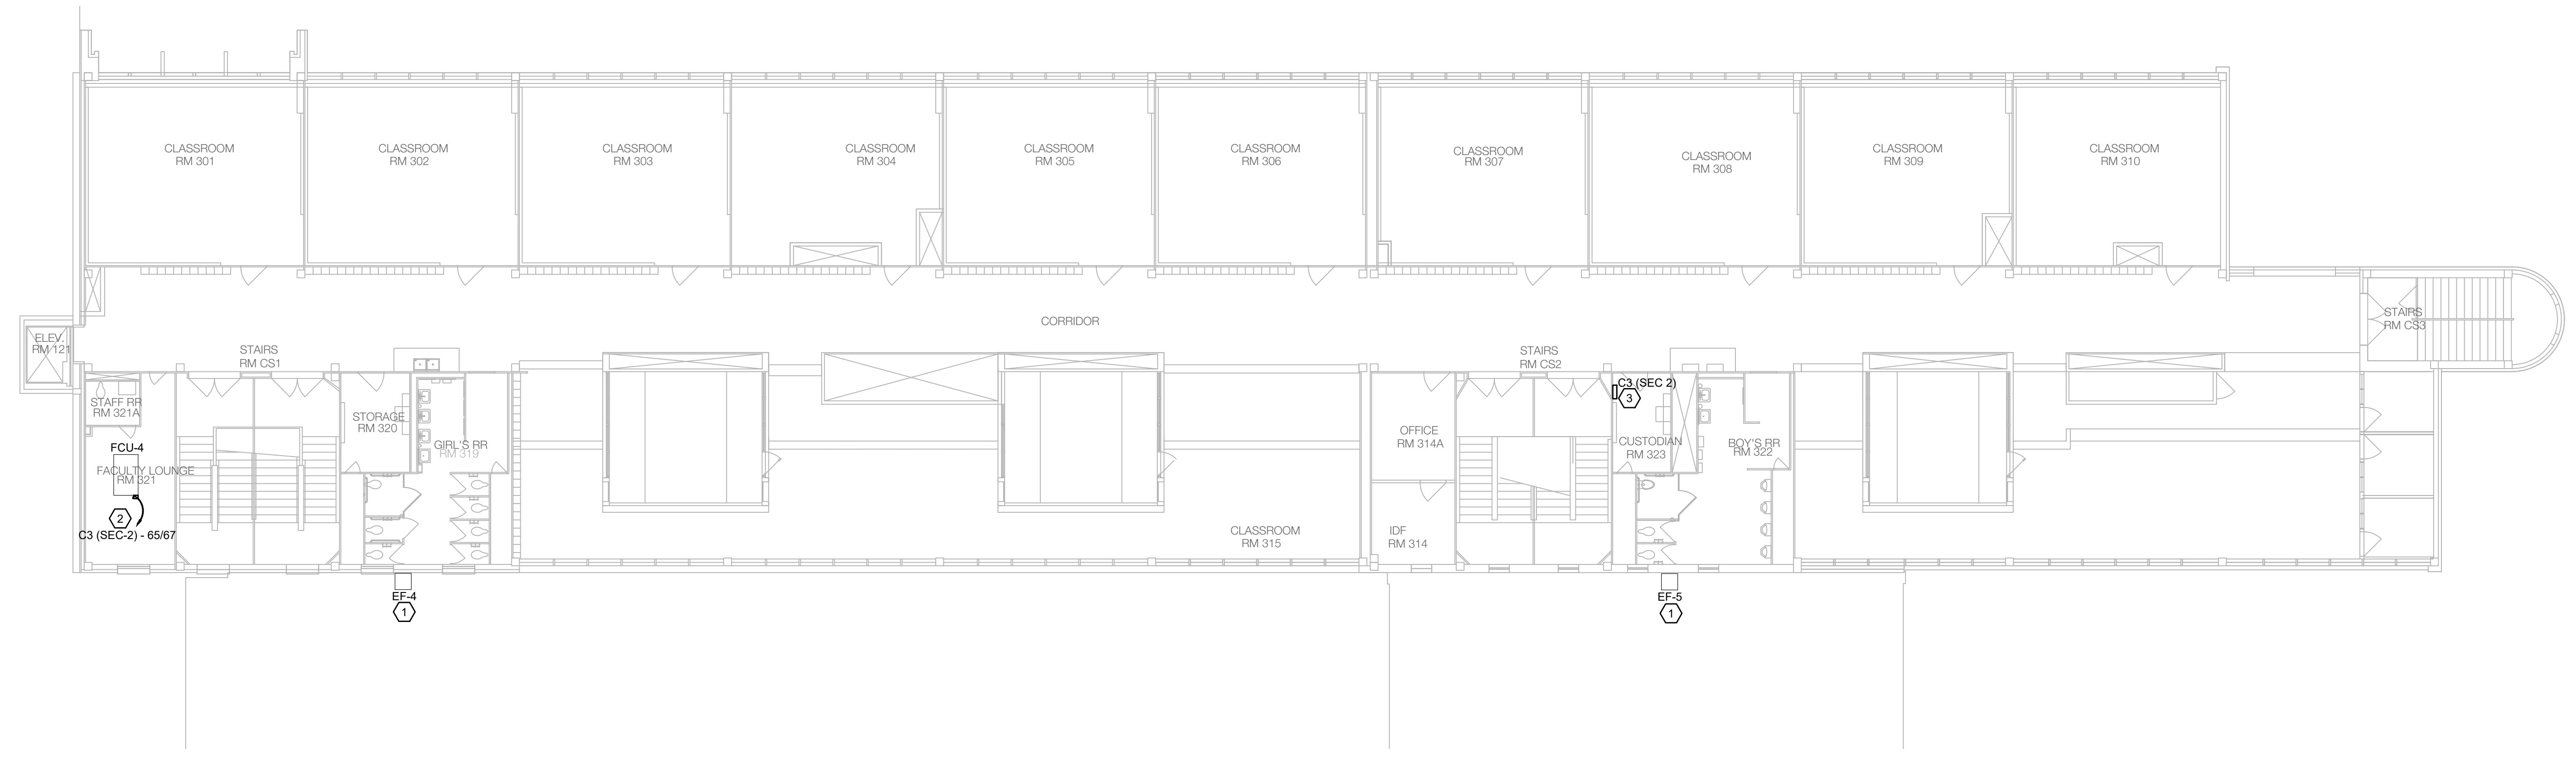 CLASSROOM
RM 301
CLASSROOM
RM 302
CLASSROOM
RM 303
CLASSROOM
RM 304
CLASSROOM
RM 305
CLASSROOM
RM 306
CLASSROOM
RM 307
CLASSROOM
RM 308
CLASSROOM
RM 309
CLASSROOM
RM 310
CORRIDOR
ELEV.
RM 121
STAIRS
RM CS1
STAIRS
RM CS2
STAIRS
RM CS3
STAFF RR
RM 321A
FCU-4
FACULTY LOUNGE
RM 321
2
C3 (SEC-2) - 65/67
STORAGE
RM 320
GIRL'S RR
RM 319
EF-4
1
CLASSROOM
RM 315
OFFICE
RM 314A
IDF
RM 314
C3 (SEC 2)
3
CUSTODIAN
RM 323
BOY'S RR
RM 322
EF-5
1